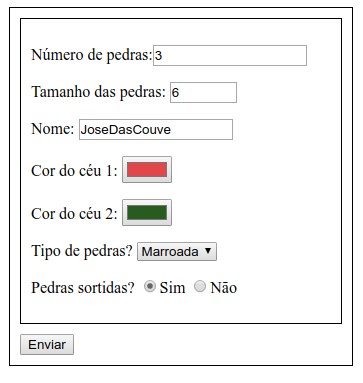 Número de pedras: 3
Tamanho das pedras: 6
Nome: JoseDasCouve
Cor do céu 1:
Cor do céu 2:
Tipo de pedras? Marroada
Pedras sortidas? Sim Não
Enviar